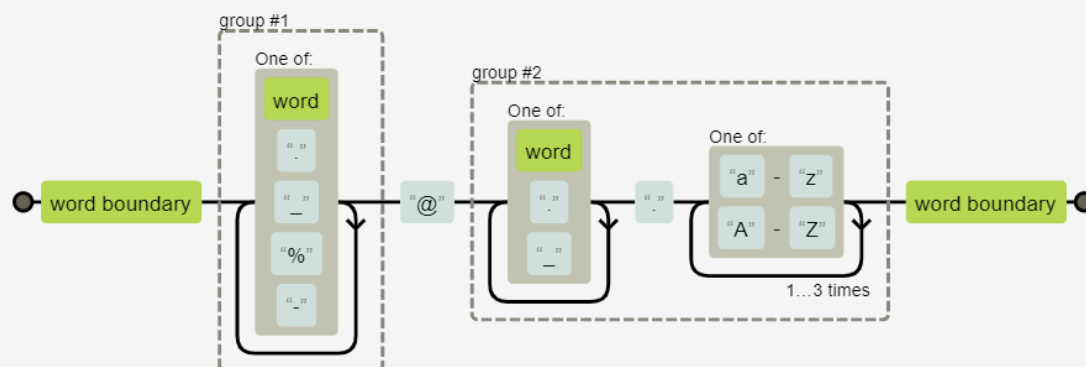 group #1
One of:
word
“.”
“_”
“%”
“-”
word boundary
“@”
group #2
One of:
word
“.”
“_”
“.”
One of:
“a” - “z”
“A” - “Z”
1...3 times
word boundary